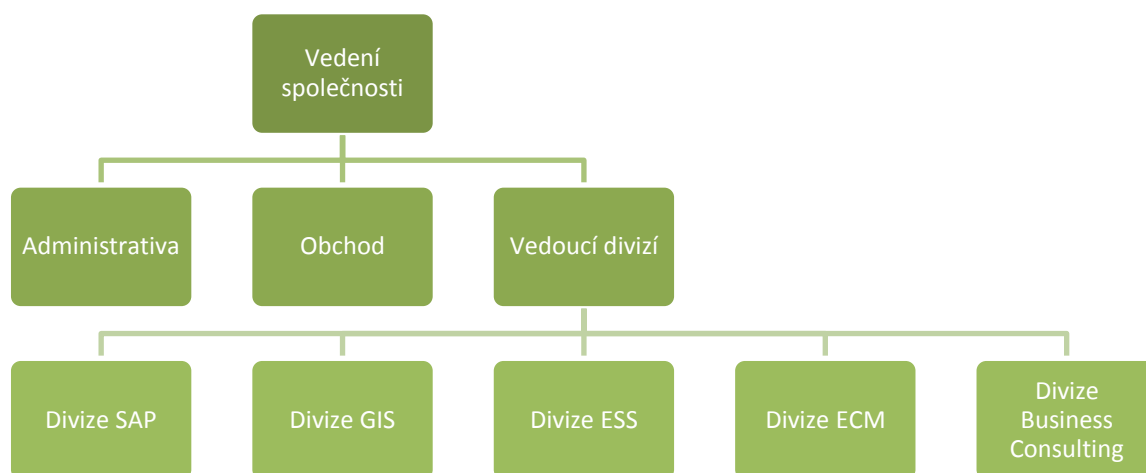 Vedení
společnosti
Administrativa
Obchod
Vedoucí divizí
Divize SAP
Divize GIS
Divize ESS
Divize ECM
Divize
Business
Consulting